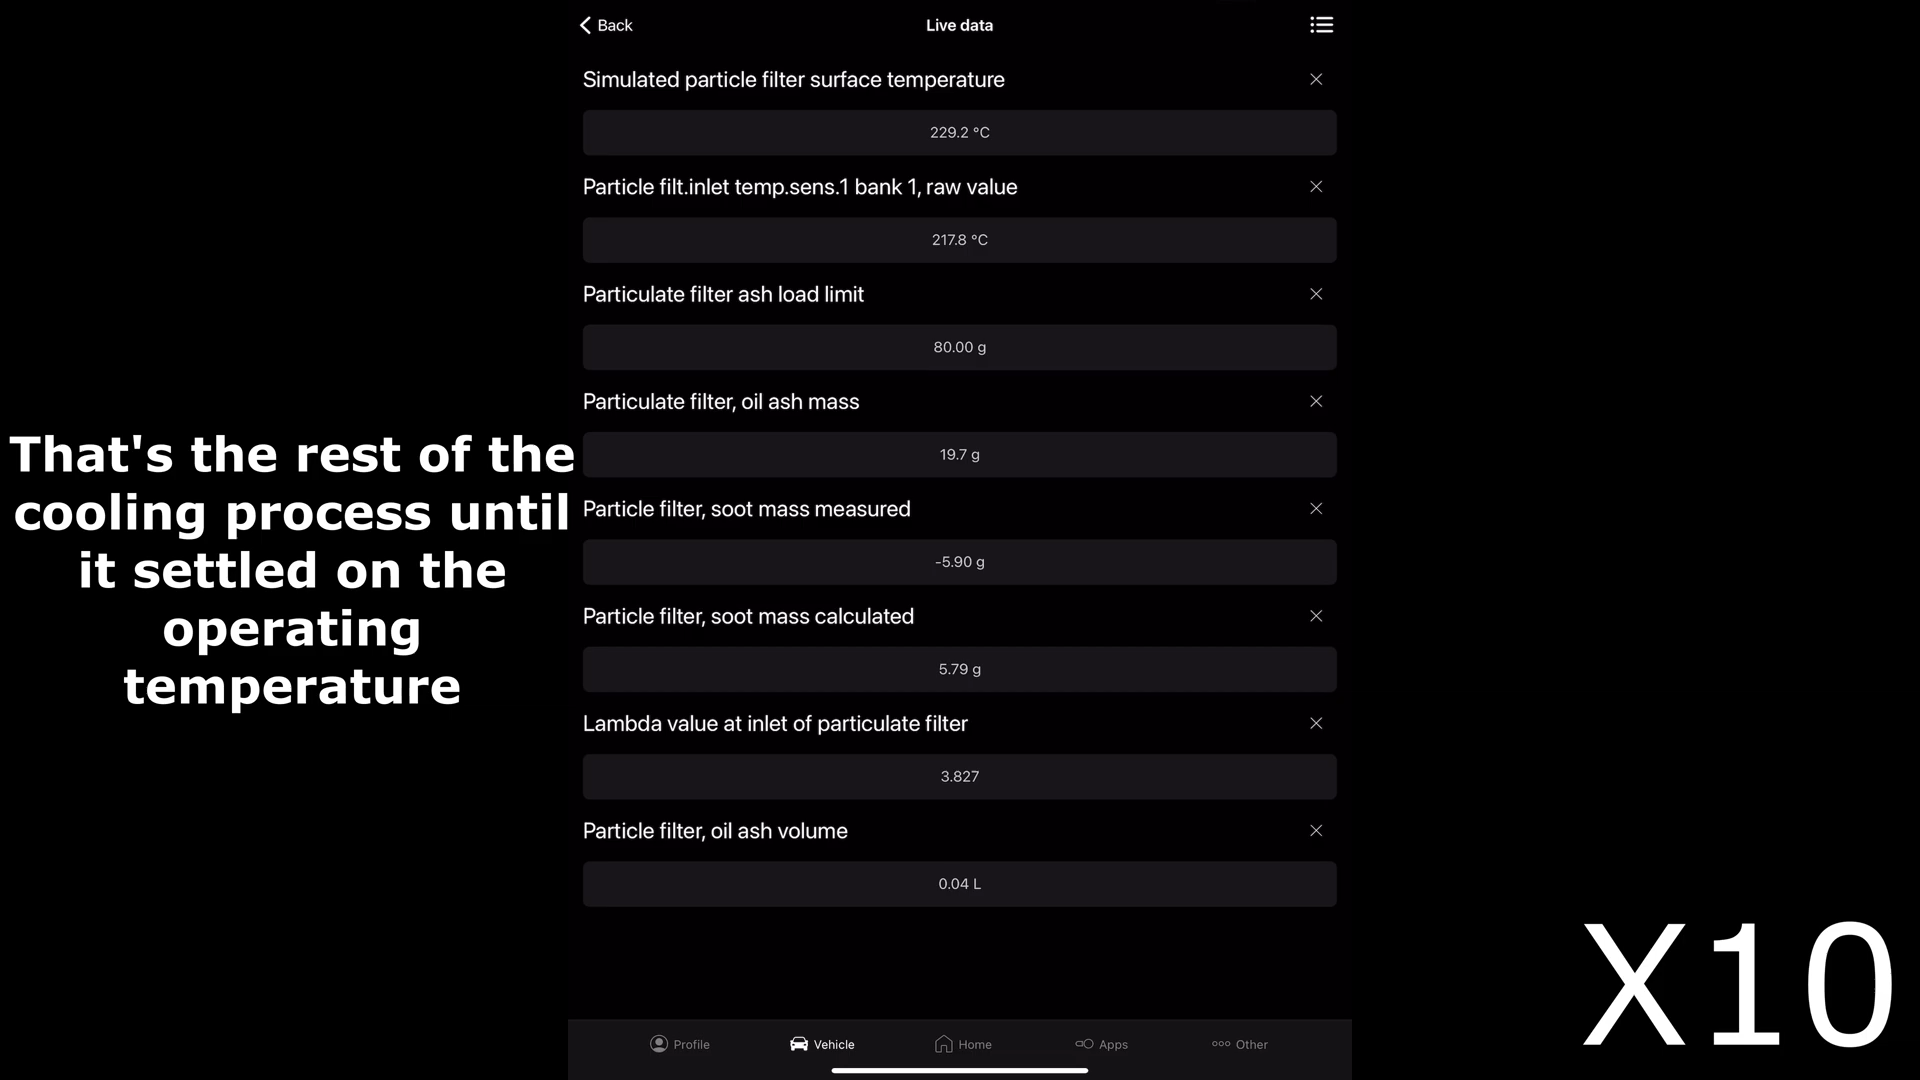 Back
Live data
Simulated particle filter surface temperature
229.2 °C
Particle filt.inlet temp.sens.1 bank 1, raw value
217.8 °C
Particulate filter ash load limit
80.00 g
Particulate filter, oil ash mass
19.7 g
Particle filter, soot mass measured
-5.90 g
Particle filter, soot mass calculated
5.79 g
Lambda value at inlet of particulate filter
3.827
Particle filter, oil ash volume
0.04 L
Profile
Vehicle
Home
Apps
Other
That's the rest of the
cooling process until
it settled on the
operating
temperature
X10